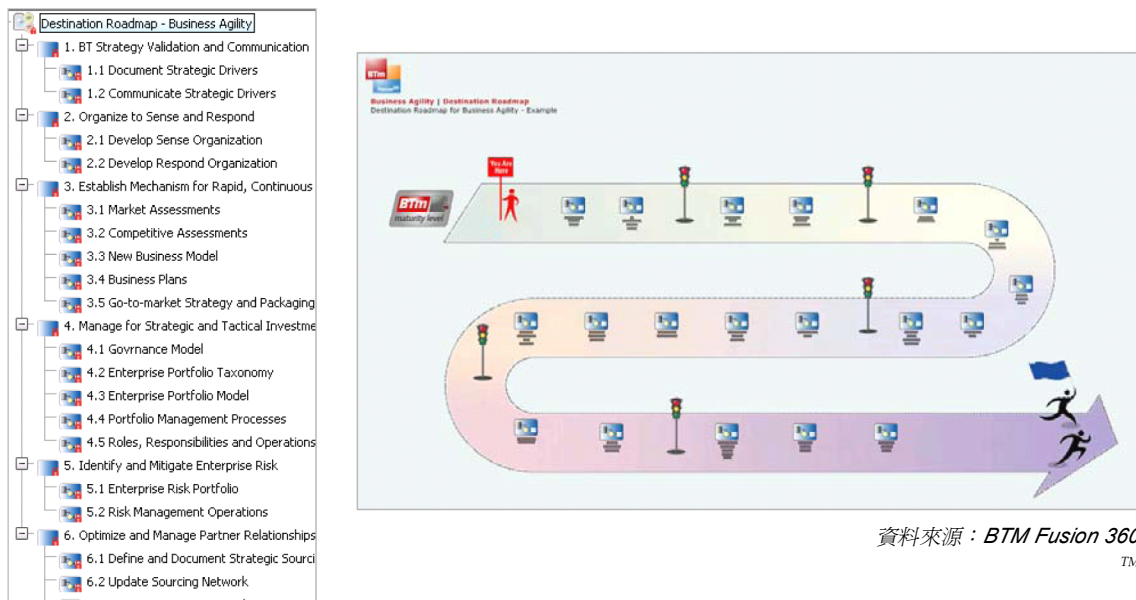 Destination Roadmap - Business Agility
1. BT Strategy Validation and Communication
1.1 Document Strategic Drivers
1.2 Communicate Strategic Drivers
2. Organize to Sense and Respond
2.1 Develop Sense Organization
2.2 Develop Respond Organization
3. Establish Mechanism for Rapid, Continuous
3.1 Market Assessments
3.2 Competitive Assessments
3.3 New Business Model
3.4 Business Plans
3.5 Go-to-market Strategy and Packaging
4. Manage for Strategic and Tactical Investme
4.1 Govrnance Model
4.2 Enterprise Portfolio Taxonomy
4.3 Enterprise Portfolio Model
4.4 Portfolio Management Processes
4.5 Roles, Responsibilities and Operations
5. Identify and Mitigate Enterprise Risk
5.1 Enterprise Risk Portfolio
5.2 Risk Management Operations
6. Optimize and Manage Partner Relationships
6.1 Define and Document Strategic Sourci
6.2 Update Sourcing Network
BTm
Business Agility | Destination Roadmap
Destination Roadmap for Business Agility - Example
You Are
Here
BTm
maturity level
資料來源：BTM Fusion 360
TM